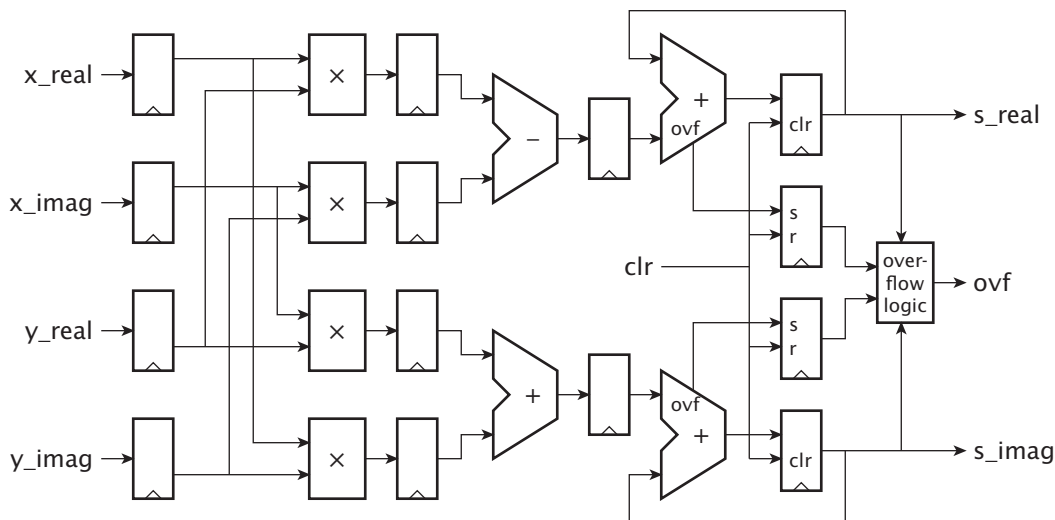 x_real
×
−
+
ovf
clr
s_real
x_imag
×
s
r
clr
over-
flow
logic
ovf
y_real
×
+
s
r
ovf
+
y_imag
×
clr
s_imag